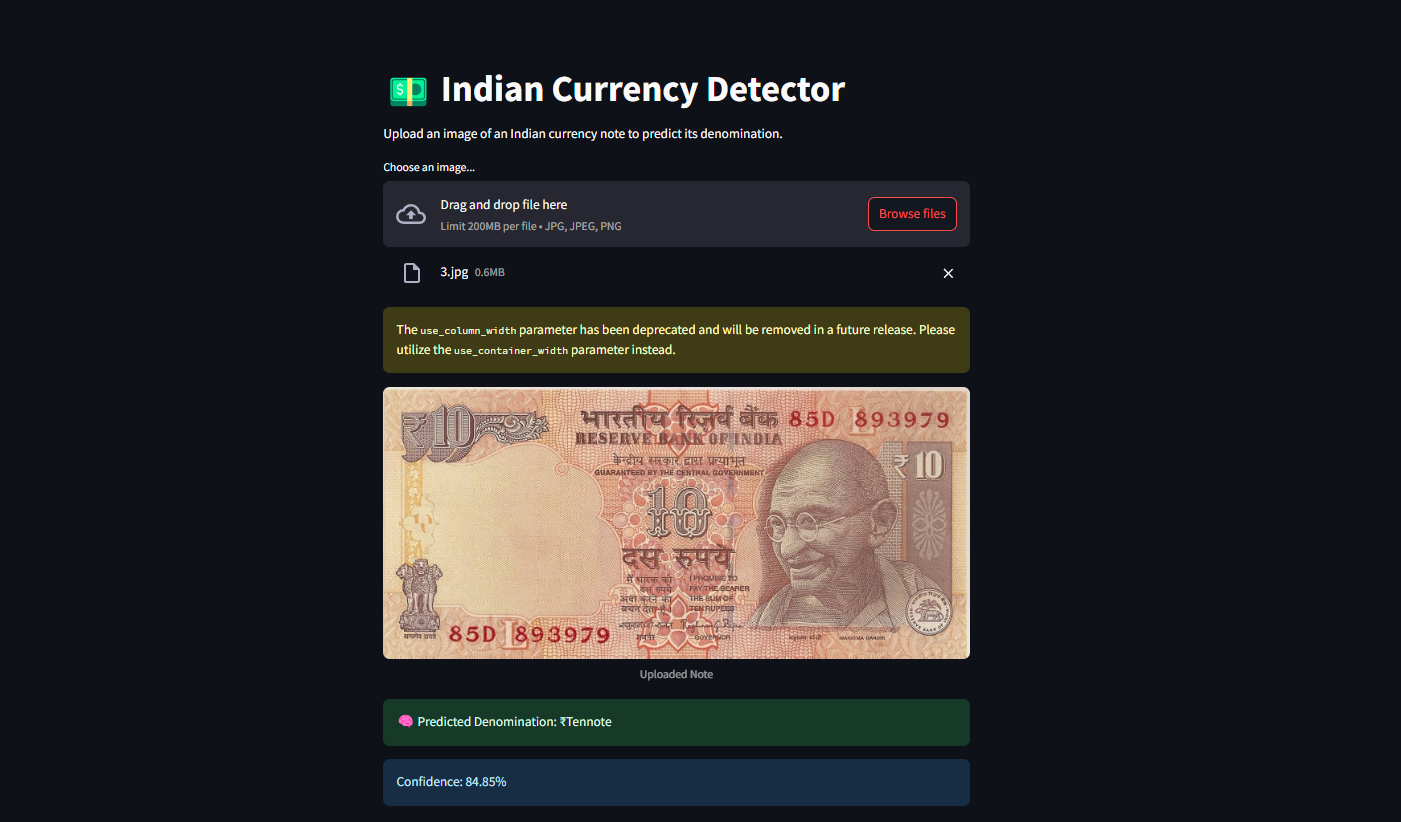 Indian Currency Detector
Upload an image of an Indian currency note to predict its denomination.
Choose an image...
Drag and drop file here
Limit 200MB per file • JPG, JPEG, PNG
Browse files
3.jpg 0.6MB
The use_column_width parameter has been deprecated and will be removed in a future release. Please
utilize the use_container_width parameter instead.
₹10
भारतीय रिज़र्व बैंक
85D 893979
RESERVE BANK OF INDIA
केन्द्रीय सरकार द्वारा प्रत्याभूत
GUARANTEED BY THE CENTRAL GOVERNMENT
₹ 10
10
दस रुपये
मैं धारक को
दस रुपये
अदा करने का
वचन देता हूँ।
I PROMISE TO
PAY THE BEARER
THE SUM OF
TEN RUPEES
गवर्नर
GOVERNOR
सत्यमेव जयते
85D 893979
महात्मा गांधी
MAHATMA GANDHI
Uploaded Note
Predicted Denomination: ₹Tennote
Confidence: 84.85%